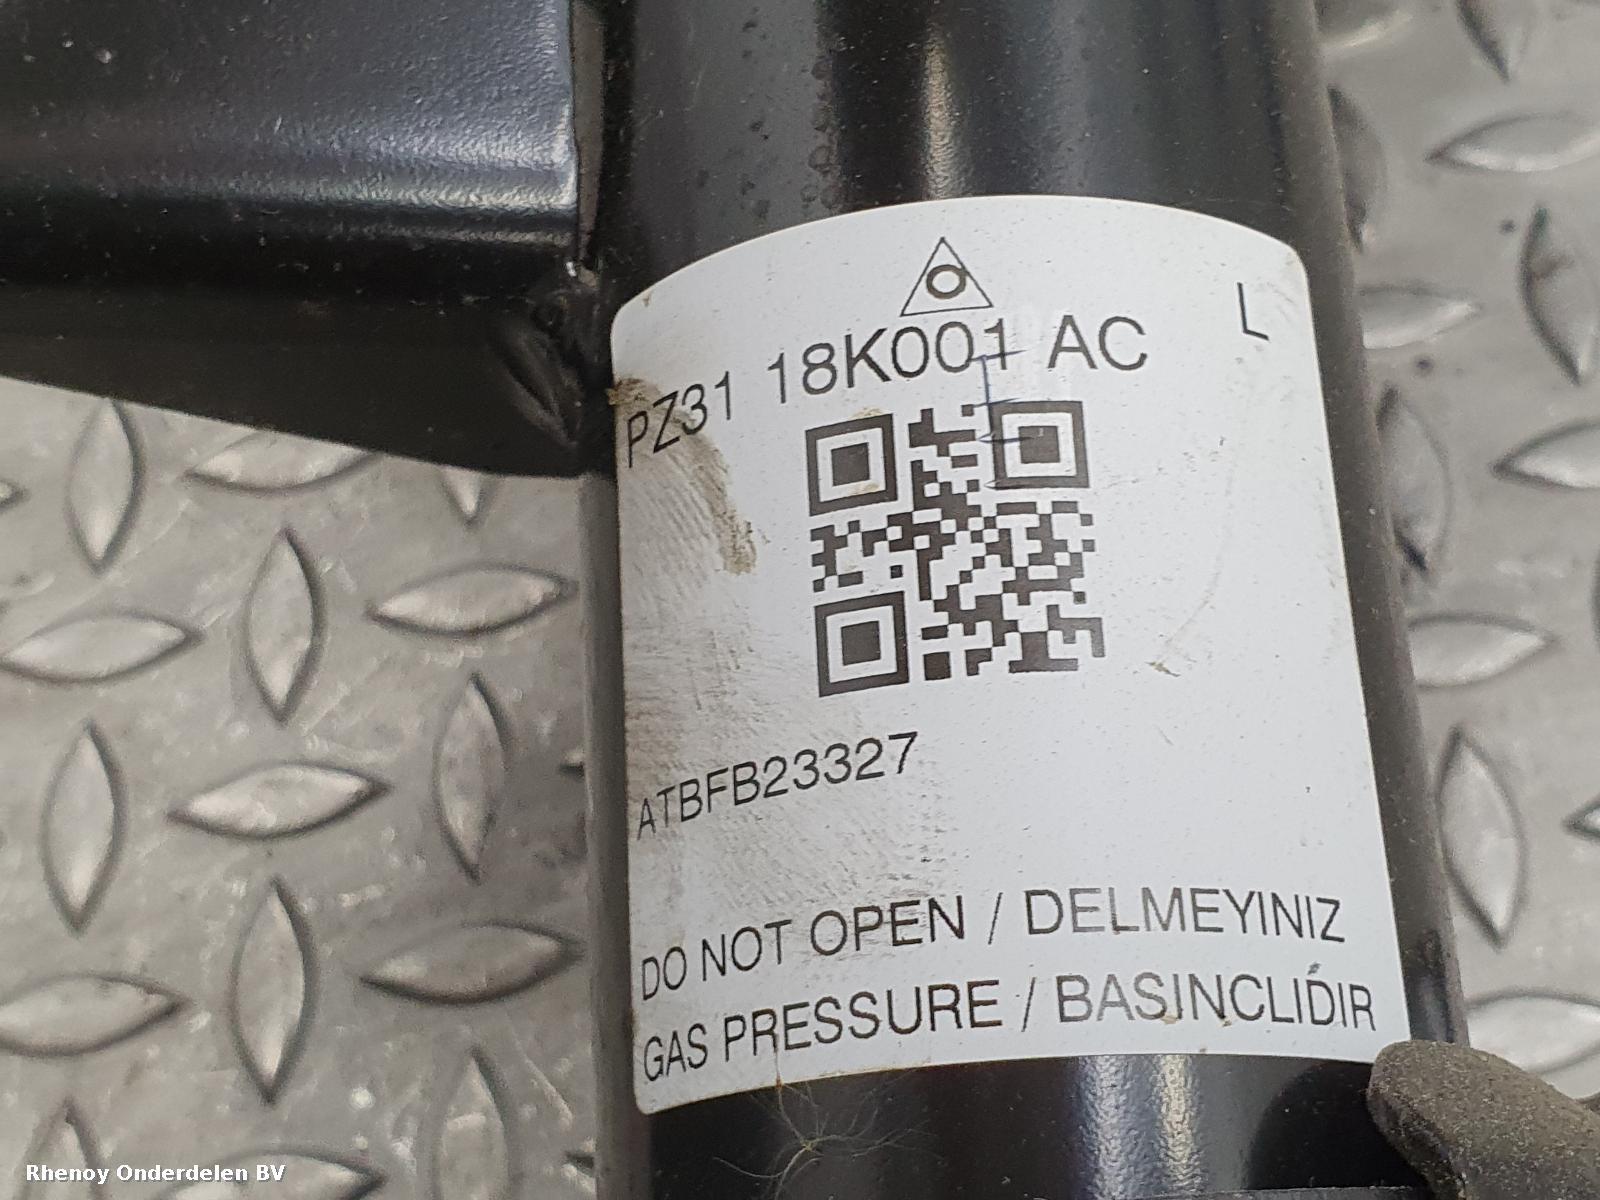 PZ31 18K001 AC
L
ATBFB23327
DO NOT OPEN / DELMEYINIZ
GAS PRESSURE / BASINCLIDIR
Rhenoy Onderdelen BV